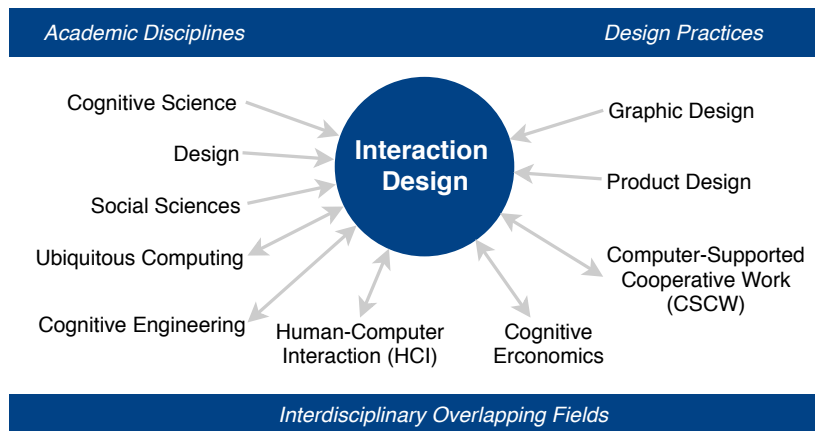 Academic Disciplines
Design Practices
Cognitive Science
Design
Social Sciences
Ubiquitous Computing
Cognitive Engineering
Interaction
Design
Graphic Design
Product Design
Computer-Supported
Cooperative Work
(CSCW)
Human-Computer
Interaction (HCI)
Cognitive
Erconomics
Interdisciplinary Overlapping Fields